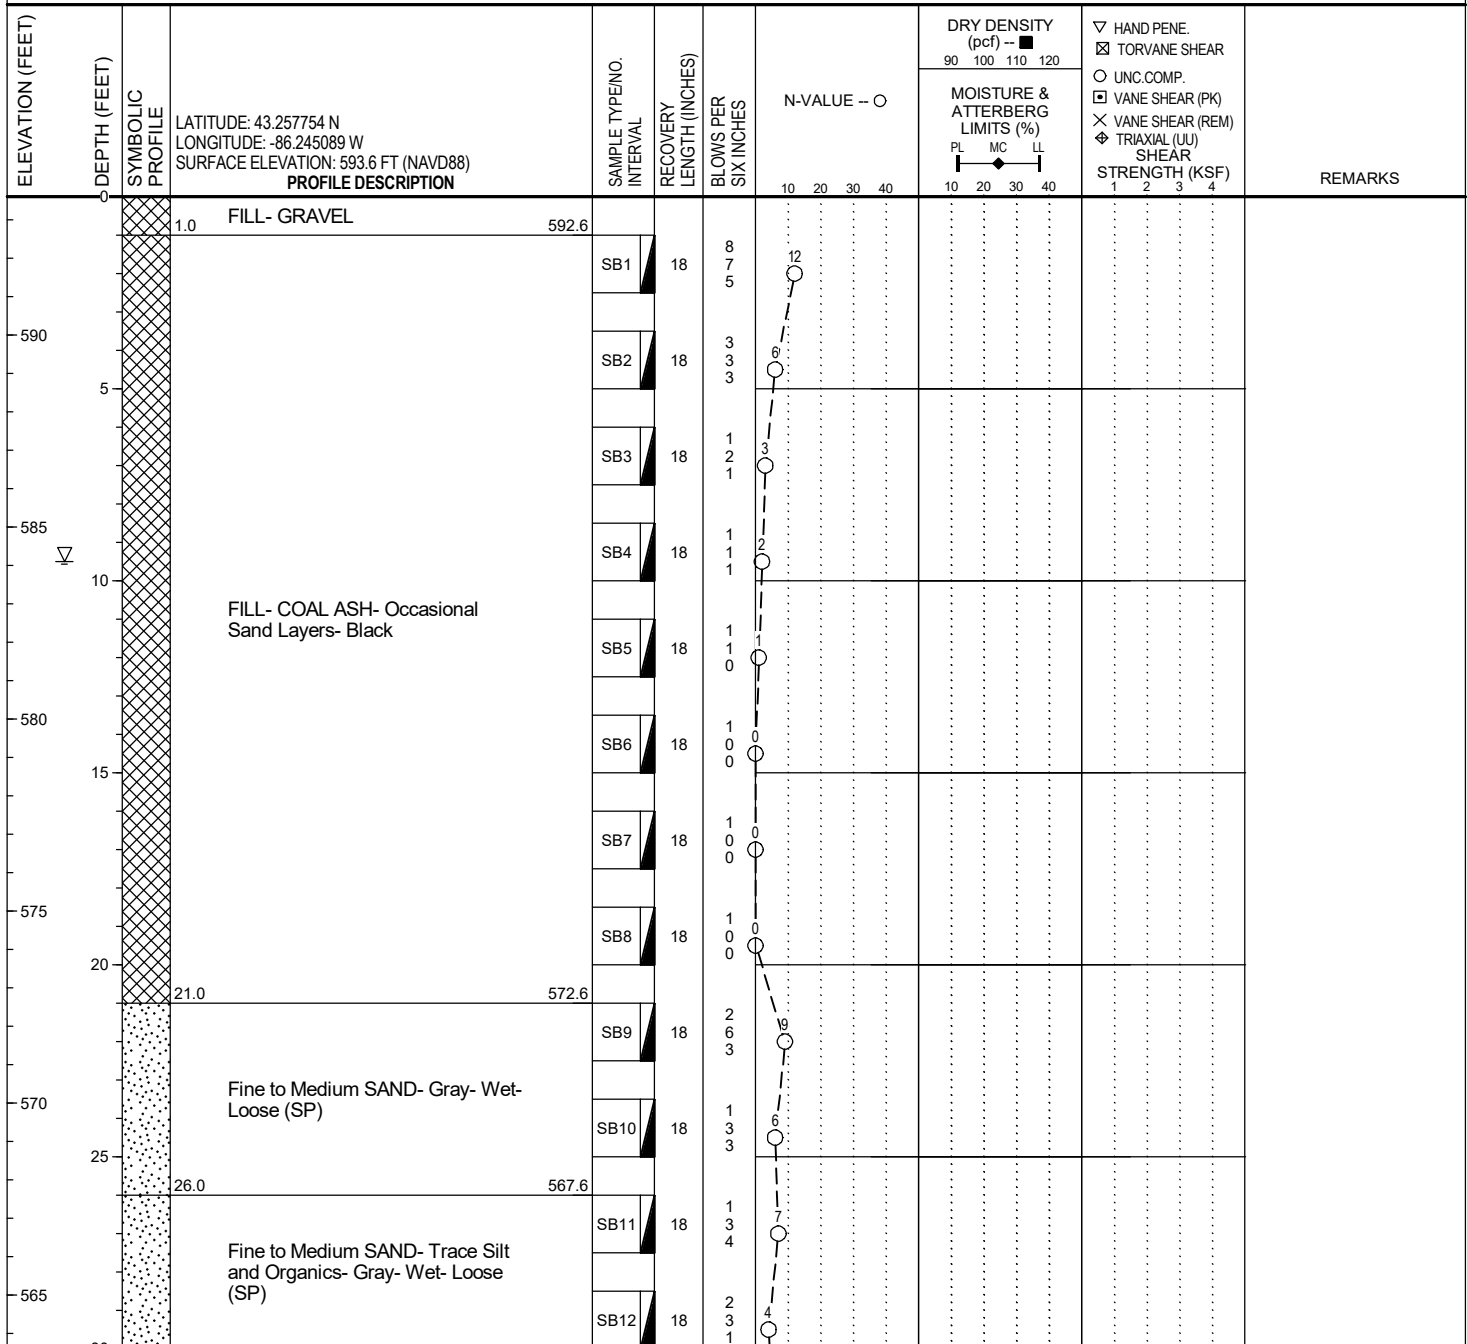 ELEVATION (FEET)
DEPTH (FEET)
SYMBOLIC
PROFILE
LATITUDE: 43.257754 N
LONGITUDE: -86.245089 W
SURFACE ELEVATION: 593.6 FT (NAVD88)
PROFILE DESCRIPTION
SAMPLE TYPE/NO.
INTERVAL
RECOVERY
LENGTH (INCHES)
BLOWS PER
SIX INCHES
N-VALUE --
10 20 30 40
DRY DENSITY
(pcf) --
90 100 110 120
MOISTURE &
ATTERBERG
LIMITS (%)
PL MC LL
10 20 30 40
HAND PENE.
TORVANE SHEAR
UNC.COMP.
VANE SHEAR (PK)
VANE SHEAR (REM)
TRIAXIAL (UU)
SHEAR
STRENGTH (KSF)
1 2 3 4
REMARKS
0
FILL- GRAVEL
1.0 592.6
SB1 18
8
7
5
12
590
SB2 18
3
3
3
6
5
SB3 18
1
2
1
3
585
SB4 18
1
1
1
2
10
FILL- COAL ASH- Occasional
Sand Layers- Black
SB5 18
1
1
0
1
580
SB6 18
1
0
0
0
15
SB7 18
1
0
0
0
575
SB8 18
1
0
0
0
20
21.0 572.6
SB9 18
2
6
3
9
Fine to Medium SAND- Gray- Wet-
Loose (SP)
570
SB10 18
1
3
3
6
25
26.0 567.6
SB11 18
1
3
4
7
Fine to Medium SAND- Trace Silt
and Organics- Gray- Wet- Loose
(SP)
565
SB12 18
2
3
1
4